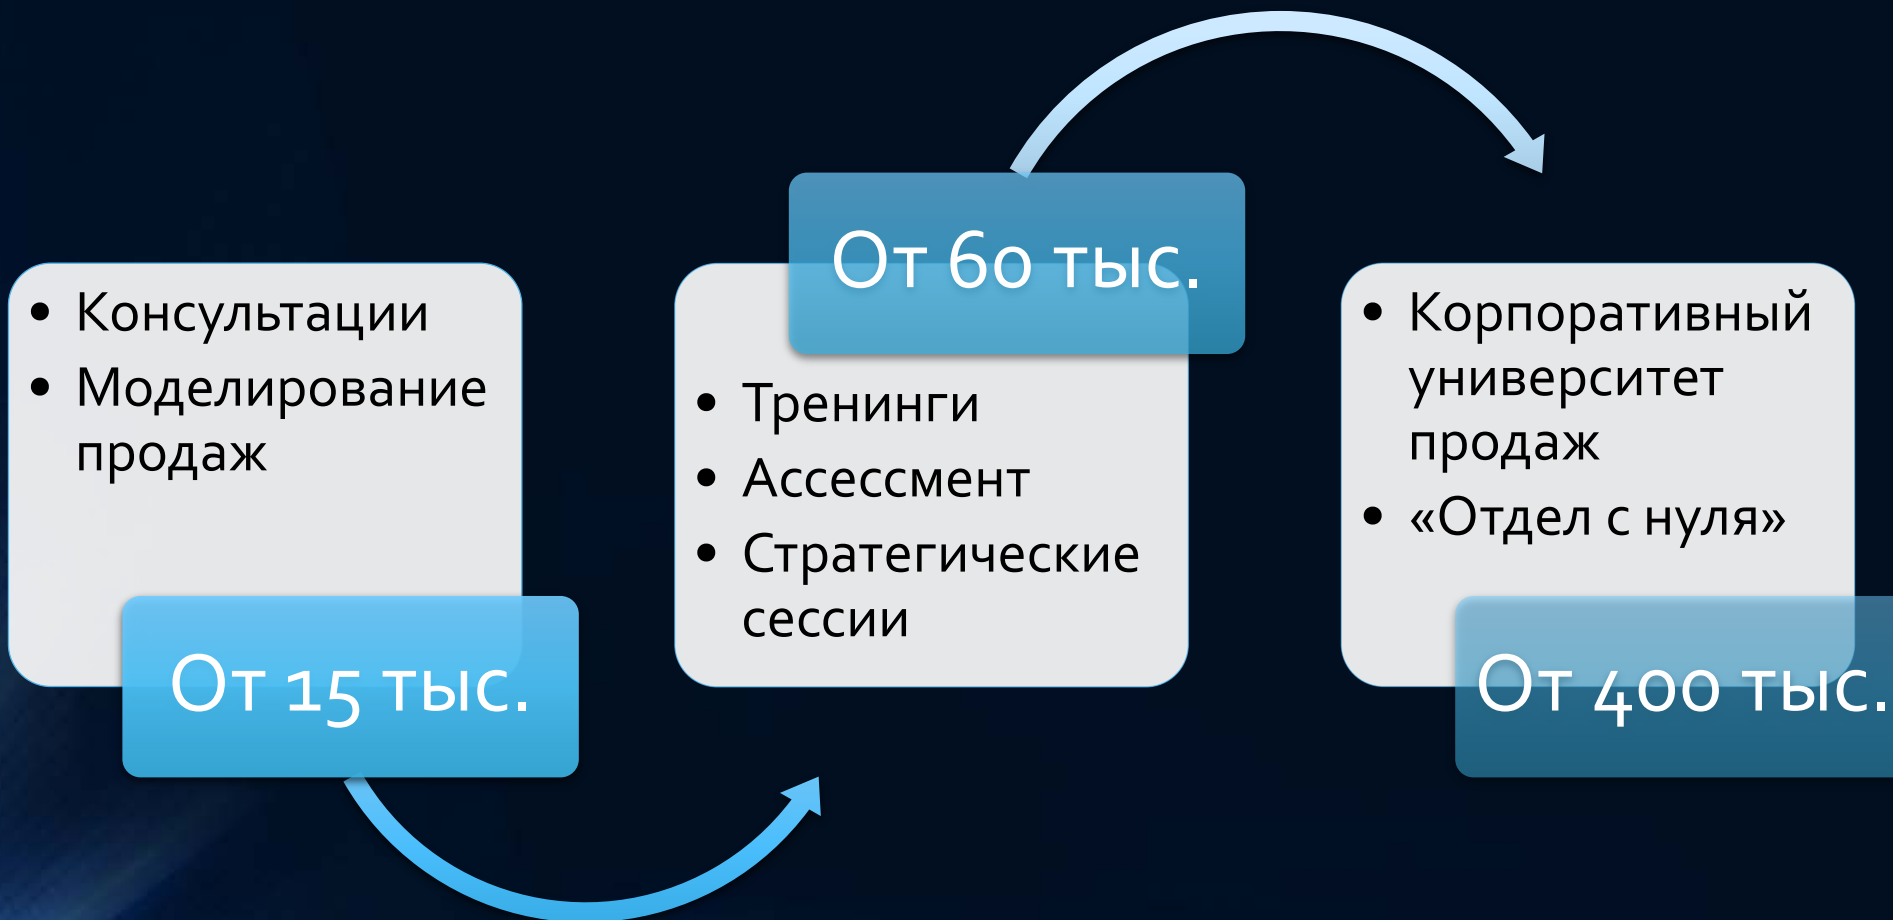 • Консультации
• Моделирование
продаж
От 15 тыс.
От 60 тыс.
• Тренинги
• Ассессмент
• Стратегические
сессии
• Корпоративный
университет
продаж
• «Отдел с нуля»
От 400 тыс.